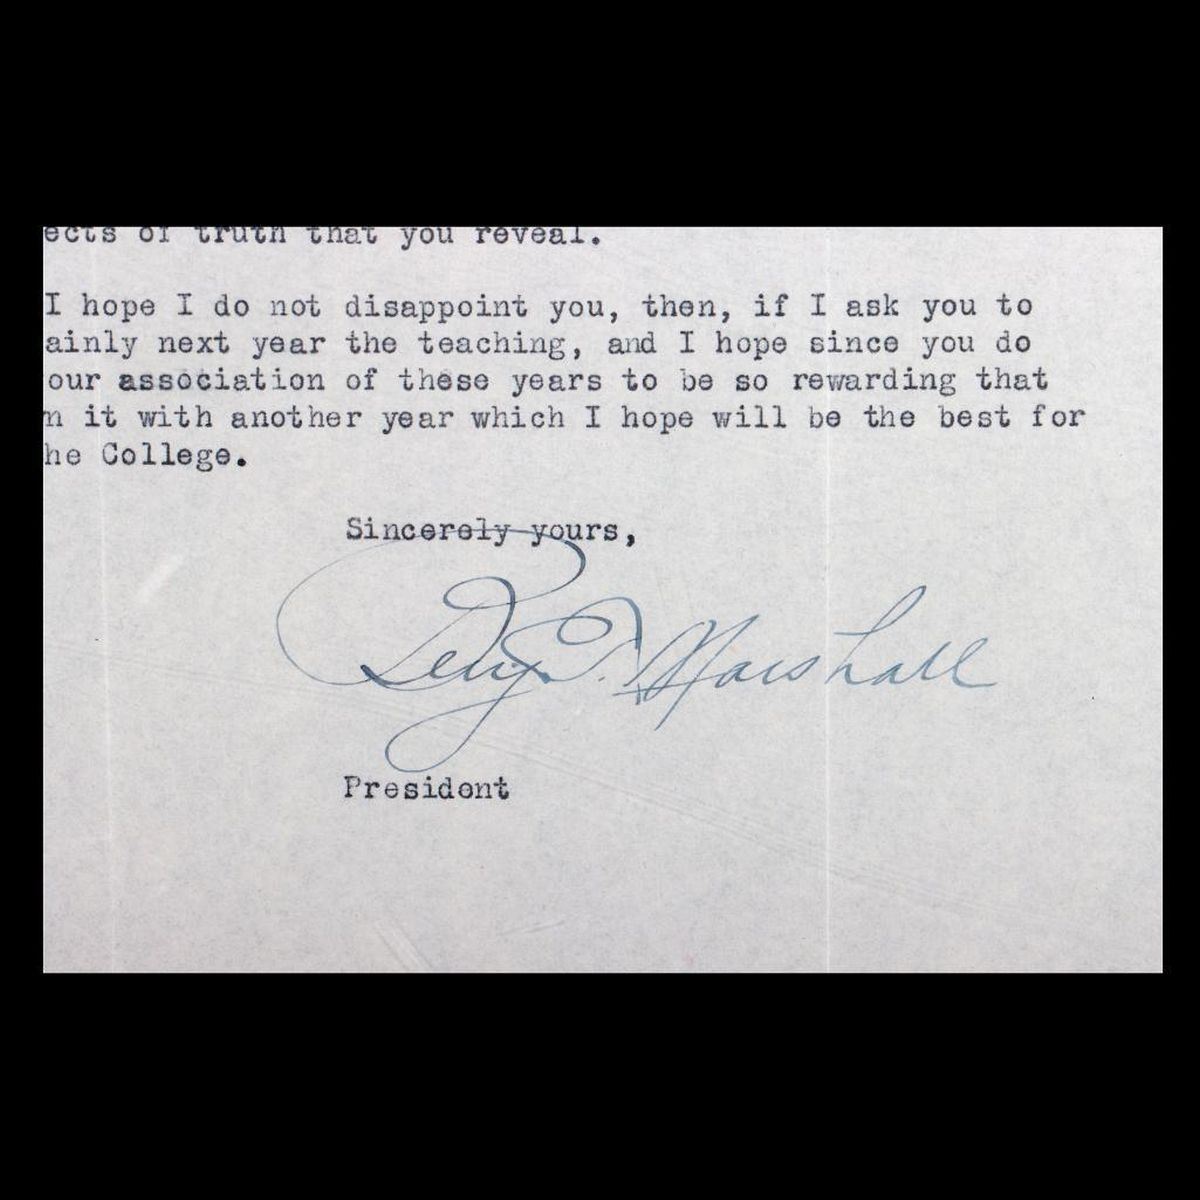 ects of truth that you reveal.
I hope I do not disappoint you, then, if I ask you to
ainly next year the teaching, and I hope since you do
our association of these years to be so rewarding that
n it with another year which I hope will be the best for
he College.
Sincerely yours,
Benj. T. Marshall
President